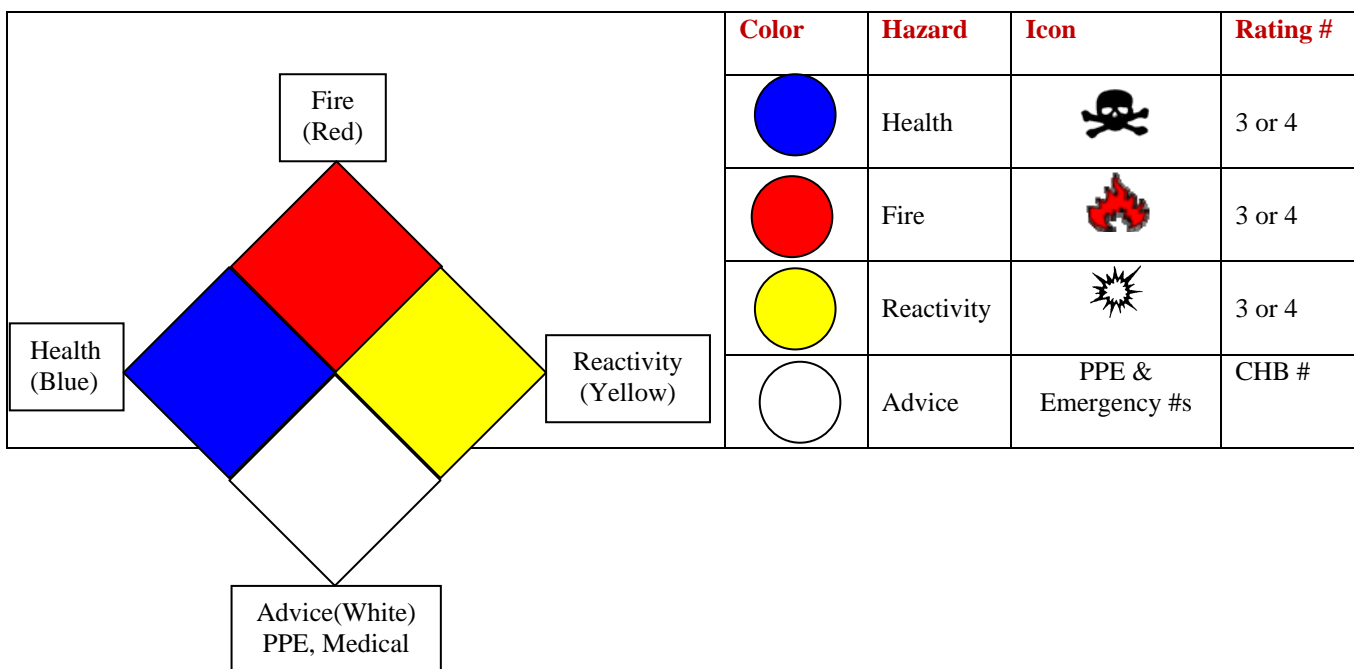 Fire
(Red)
Health
(Blue)
Reactivity
(Yellow)
Advice(White)
PPE, Medical
Color Hazard Icon Rating #
Health 3 or 4
Fire 3 or 4
Reactivity 3 or 4
Advice PPE &
Emergency #s CHB #